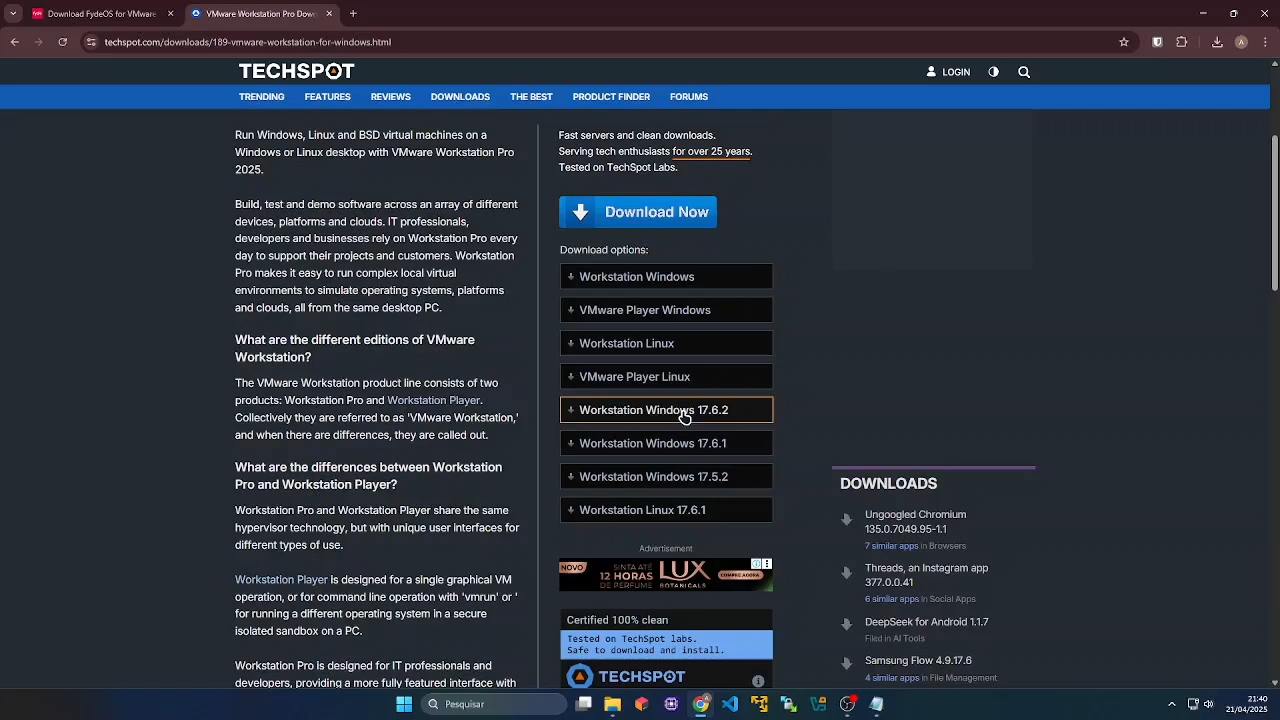 Download FydeOS for VMware
VMware Workstation Pro Dow
techspot.com/downloads/189-vmware-workstation-for-windows.html
A
TECHSPOT
LOGIN
TRENDING
FEATURES
REVIEWS
DOWNLOADS
THE BEST
PRODUCT FINDER
FORUMS
Run Windows, Linux and BSD virtual machines on a
Windows or Linux desktop with VMware Workstation Pro
2025.
Build, test and demo software across an array of different
devices, platforms and clouds. IT professionals,
developers and businesses rely on Workstation Pro every
day to support their projects and customers. Workstation
Pro makes it easy to run complex local virtual
environments to simulate operating systems, platforms
and clouds, all from the same desktop PC.
What are the different editions of VMware
Workstation?
The VMware Workstation product line consists of two
products: Workstation Pro and Workstation Player.
Collectively they are referred to as 'VMware Workstation,'
and when there are differences, they are called out.
What are the differences between Workstation
Pro and Workstation Player?
Workstation Pro and Workstation Player share the same
hypervisor technology, but with unique user interfaces for
different types of use.
Workstation Player is designed for a single graphical VM
operation, or for command line operation with 'vmrun' or '
for running a different operating system in a secure
isolated sandbox on a PC.
Workstation Pro is designed for IT professionals and
developers, providing a more fully featured interface with
Fast servers and clean downloads.
Serving tech enthusiasts for over 25 years.
Tested on TechSpot Labs.
Download Now
Download options:
Workstation Windows
VMware Player Windows
Workstation Linux
VMware Player Linux
Workstation Windows 17.6.2
Workstation Windows 17.6.1
Workstation Windows 17.5.2
Workstation Linux 17.6.1
Advertisement
NOVO
SINTA ATÉ
12 HORAS
DE PERFUME
LUX
BOTANICALS
COMPRE AGORA
Certified 100% clean
Tested on TechSpot labs.
Safe to download and install.
TECHSPOT
DOWNLOADS
Ungoogled Chromium
135.0.7049.95-1.1
7 similar apps in Browsers
Threads, an Instagram app
377.0.0.41
6 similar apps in Social Apps
DeepSeek for Android 1.1.7
Filed in AI Tools
Samsung Flow 4.9.17.6
4 similar apps in File Management
Pesquisar
21:40
21/04/2025